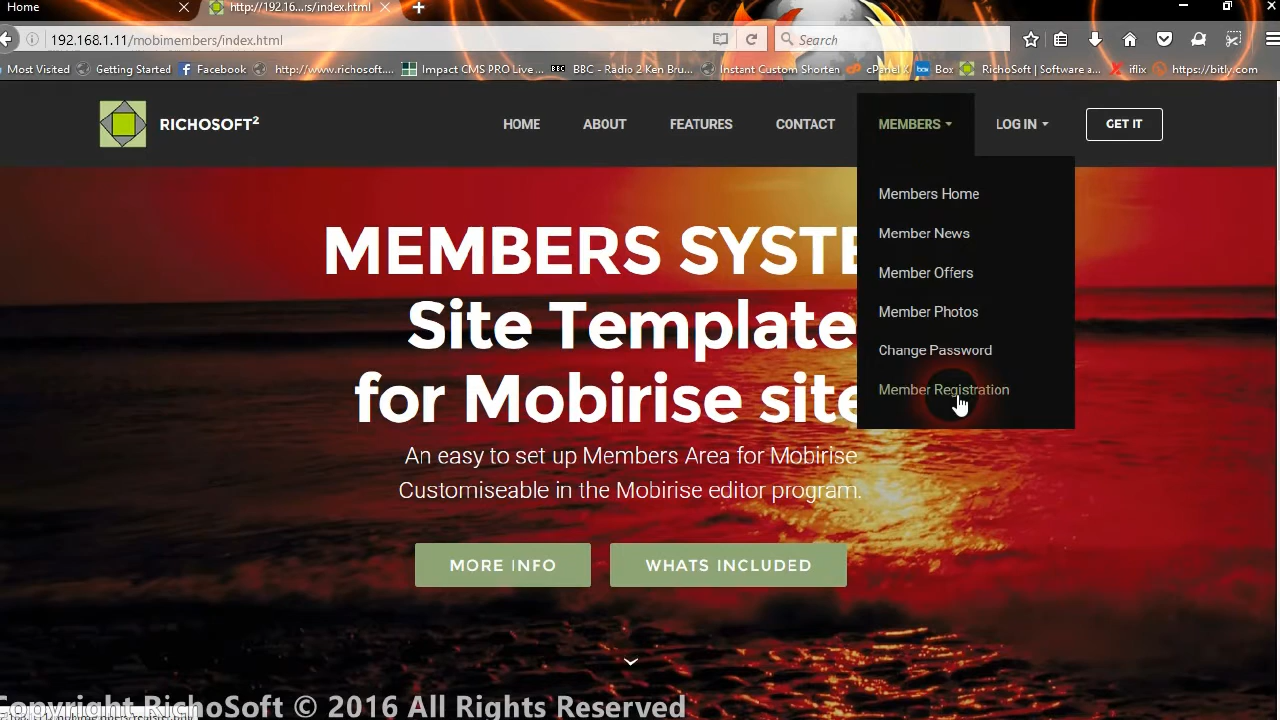 Home
http://192.16...rs/index.html
192.168.1.11/mobimembers/index.html
Search
Most Visited
Getting Started
Facebook
http://www.richosoft....
Impact CMS PRO Live ...
BBC
BBC - Radio 2 Ken Bru...
Instant Custom Shorten
cPanel X
box
Box
RichoSoft | Software a...
iflix
https://bitly.com
RICHOSOFT²
HOME
ABOUT
FEATURES
CONTACT
MEMBERS
LOG IN
GET IT
Members Home
Member News
Member Offers
Member Photos
Change Password
Member Registration
MEMBERS SYSTE
Site Template
for Mobirise site
An easy to set up Members Area for Mobirise
Customiseable in the Mobirise editor program.
MORE INFO
WHATS INCLUDED
Copyright RichoSoft © 2016 All Rights Reserved